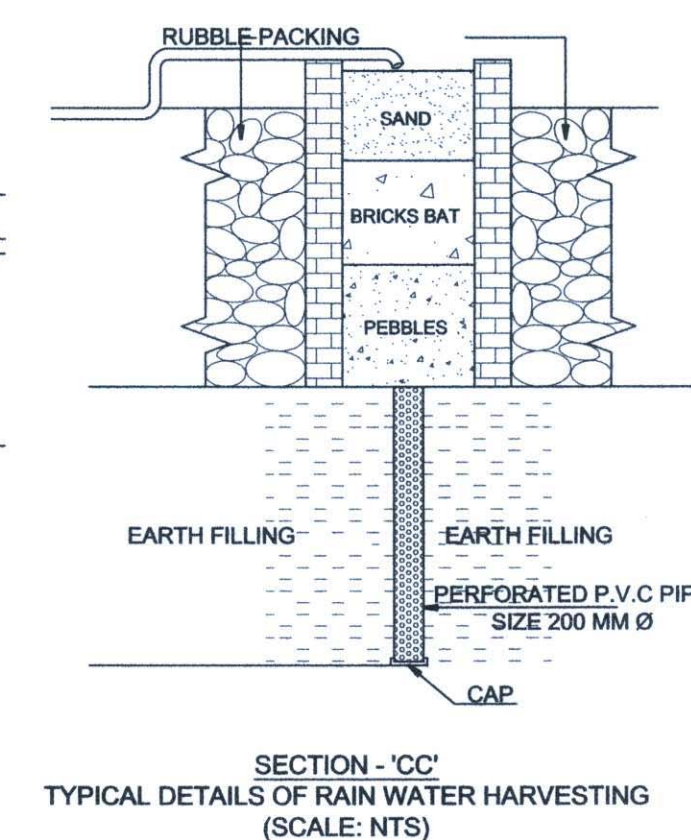 RUBBLE PACKING
SAND
BRICKS BAT
PEBBLES
EARTH FILLING
EARTH FILLING
PERFORATED P.V.C PIP
SIZE 200 MM Ø
CAP
SECTION - 'CC'
TYPICAL DETAILS OF RAIN WATER HARVESTING
(SCALE: NTS)